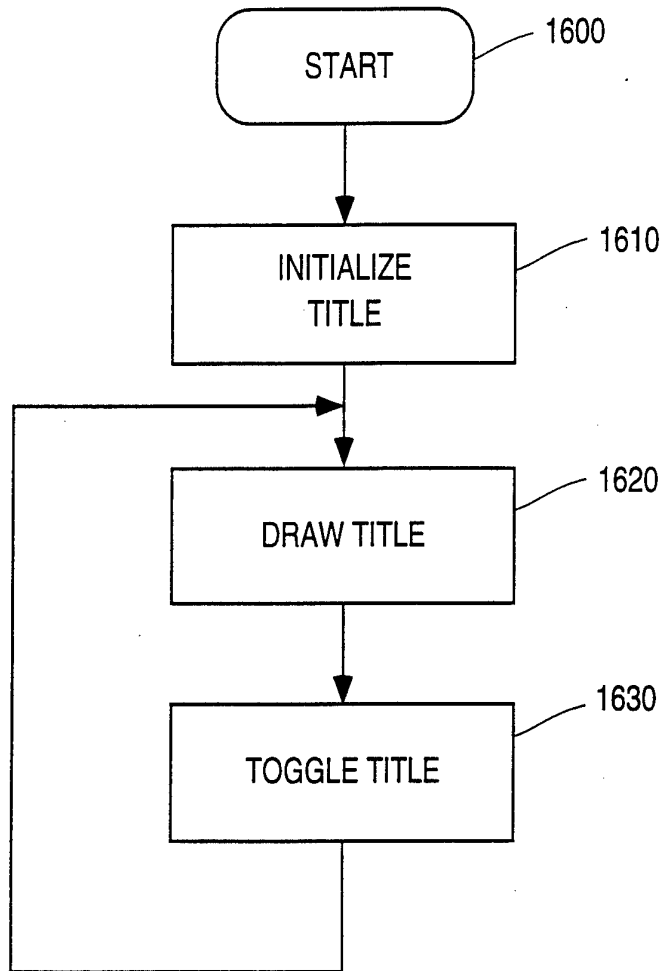 START
1600
INITIALIZE
TITLE
1610
DRAW TITLE
1620
TOGGLE TITLE
1630